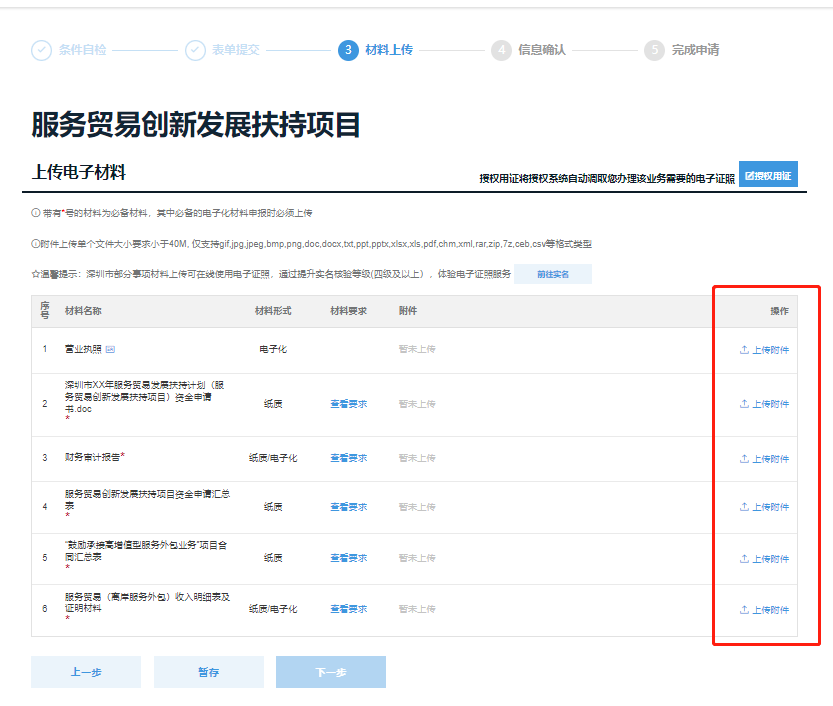 条件自检
表单提交
3 材料上传
4 信息确认
5 完成申请
服务贸易创新发展扶持项目
上传电子材料
授权用证将授权系统自动调取您办理该业务需要的电子证照 授权用证
带有*号的材料为必备材料，其中必备的电子化材料申报时必须上传
附件上传单个文件大小要求小于40M, 仅支持gif,jpg,jpeg,bmp,png,doc,docx,txt,ppt,pptx,xlsx,xls,pdf,chm,xml,rar,zip,7z,ceb,csv等格式类型
☆温馨提示：深圳市部分事项材料上传可在线使用电子证照，通过提升实名核验等级(四级及以上)，体验电子证照服务 前往实名
序号 材料名称 材料形式 材料要求 附件 操作
1 营业执照 电子化 暂未上传 上传附件
深圳市XX年服务贸易发展扶持计划（服
务贸易创新发展扶持项目）资金申请
书.doc
*
2 纸质 查看要求 暂未上传 上传附件
3 财务审计报告* 纸质/电子化 查看要求 暂未上传 上传附件
服务贸易创新发展扶持项目资金申请汇总
表
*
4 纸质 查看要求 暂未上传 上传附件
"鼓励承接高增值型服务外包业务"项目合
同汇总表
*
5 纸质 查看要求 暂未上传 上传附件
服务贸易（离岸服务外包）收入明细表及
证明材料
*
6 纸质/电子化 查看要求 暂未上传 上传附件
上一步 暂存 下一步